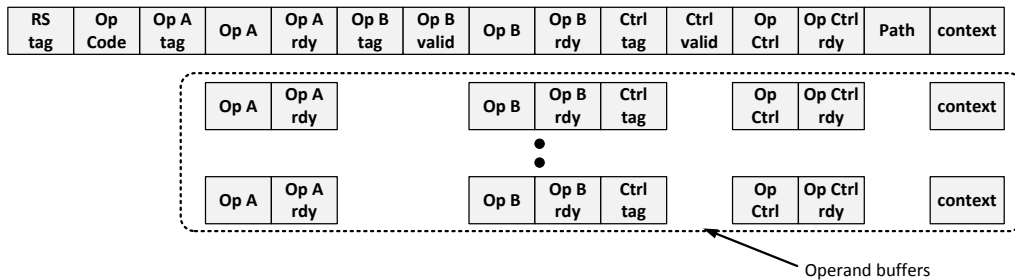 RS tag Op Code Op A tag Op A Op A rdy Op B tag Op B valid Op B Op B rdy Ctrl tag Ctrl valid Op Ctrl Op Ctrl rdy Path context
Op A Op A rdy Op B Op B rdy Ctrl tag Op Ctrl Op Ctrl rdy context
Op A Op A rdy Op B Op B rdy Ctrl tag Op Ctrl Op Ctrl rdy context
Operand buffers